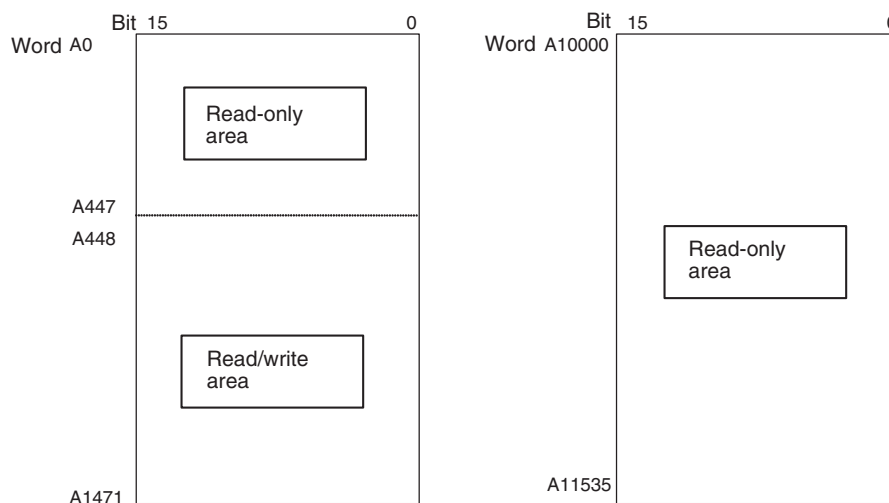 Bit 15 0
Word A0
Read-only
area
A447
A448
Read/write
area
A1471
Bit 15
Word A10000
Read-only
area
A11535